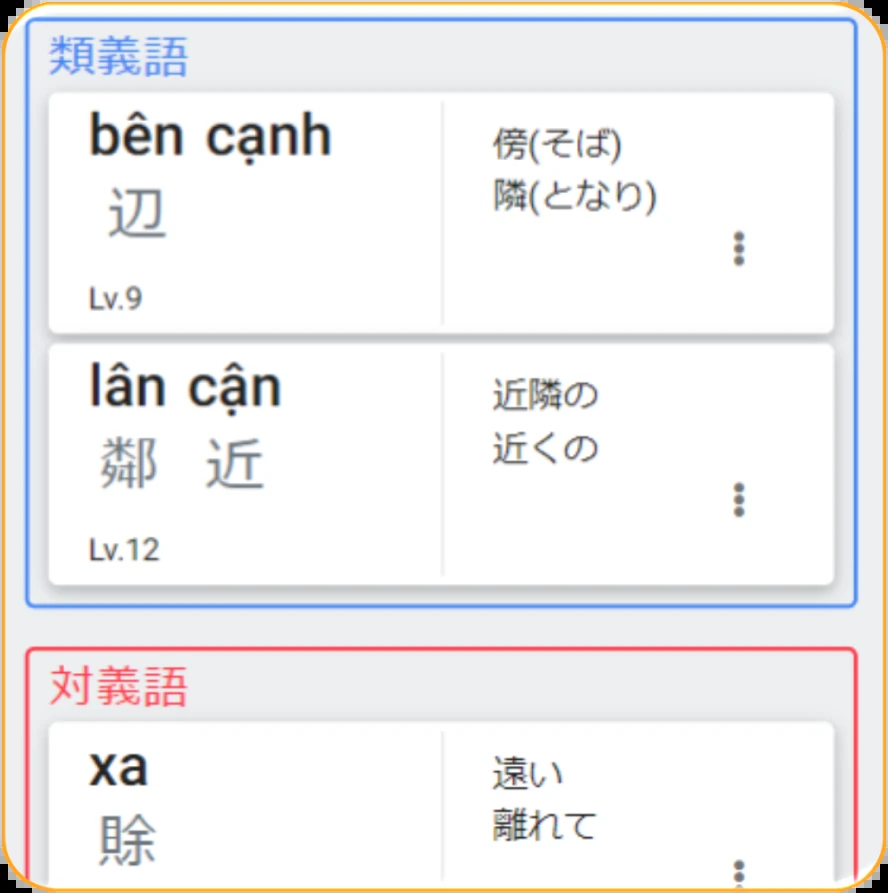 類義語
bên cạnh
辺
Lv.9
傍(そば)
隣(となり)
lân cận
鄰 近
Lv.12
近隣の
近くの
対義語
xa
賒
遠い
離れて